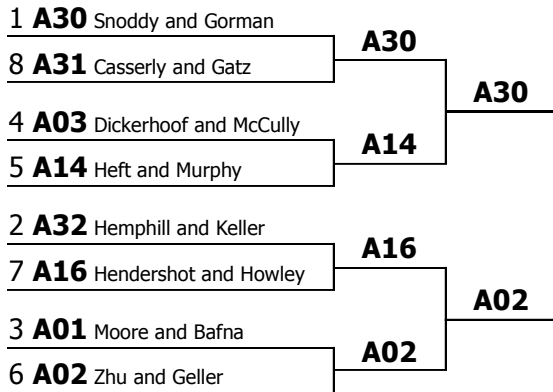 1 A30 Snoddy and Gorman
A30
8 A31 Casserly and Gatz
A30
4 A03 Dickerhoof and McCully
A14
5 A14 Heft and Murphy
2 A32 Hemphill and Keller
A16
7 A16 Hendershot and Howley
A02
3 A01 Moore and Bafna
A02
6 A02 Zhu and Geller